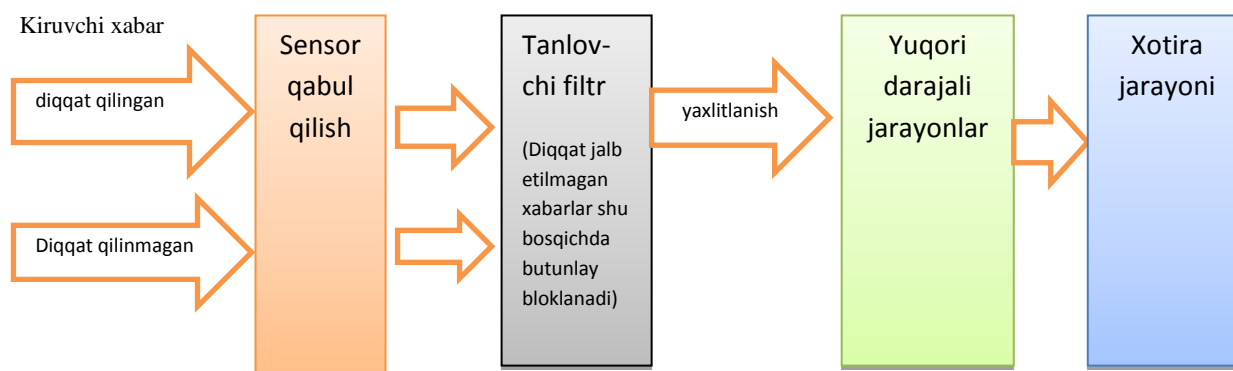 Kiruvchi xabar
diqqat qilingan
Diqqat qilinmagan
Sensor
qabul
qilish
Tanlov-
chi filtr
(Diqqat jalb
etilmagan
xabarlar shu
bosqichda
butunlay
bloklanadi)
yaxlitlanish
Yuqori
darajali
jarayonlar
Xotira
jarayoni